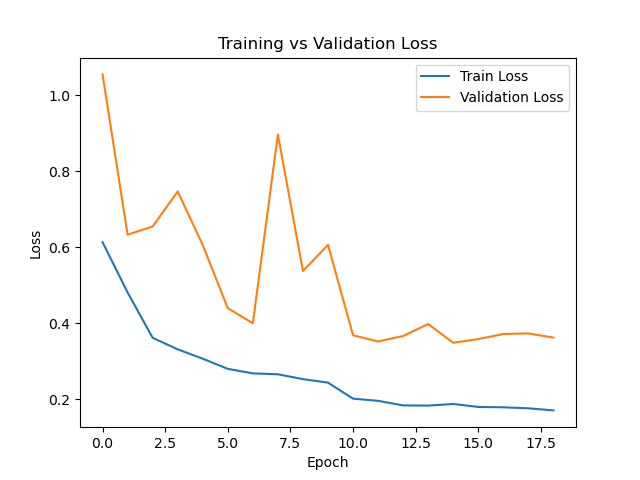 Training vs Validation Loss
Train Loss
Validation Loss
1.0
0.8
0.6
0.4
0.2
Loss
0.0 2.5 5.0 7.5 10.0 12.5 15.0 17.5
Epoch